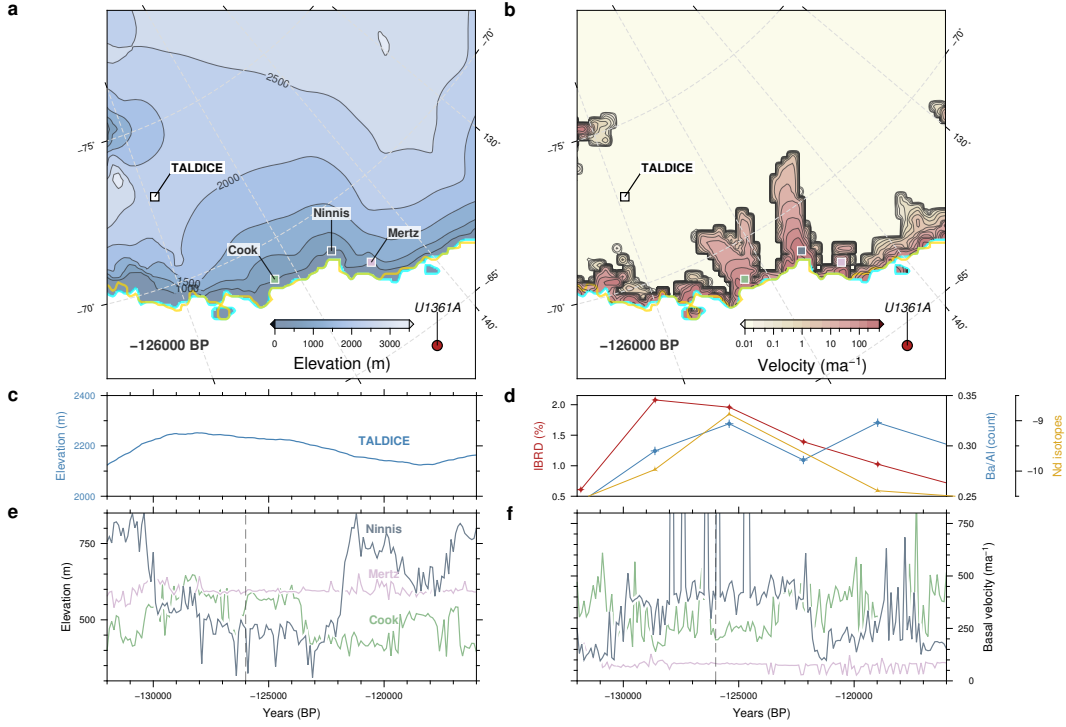 a
b
2500
2000
1500
1000
TALDICE
Ninnis
Mertz
Cook
−70°
130°
−75°
−70°
−65°
140°
U1361A
0 1000 2000 3000
Elevation (m)
−126000 BP
TALDICE
−70°
130°
−75°
−70°
−65°
140°
U1361A
0.01 0.1 1 10 100
Velocity (ma⁻¹)
−126000 BP
c
2400
2200
2000
Elevation (m)
TALDICE
d
2.0
1.5
1.0
0.5
IBRD (%)
0.35
0.30
0.25
Ba/Al (count)
−9
−10
Nd isotopes
e
750
500
Elevation (m)
Ninnis
Mertz
Cook
−130000 −125000 −120000
Years (BP)
f
750
500
250
0
Basal velocity (ma⁻¹)
−130000 −125000 −120000
Years (BP)